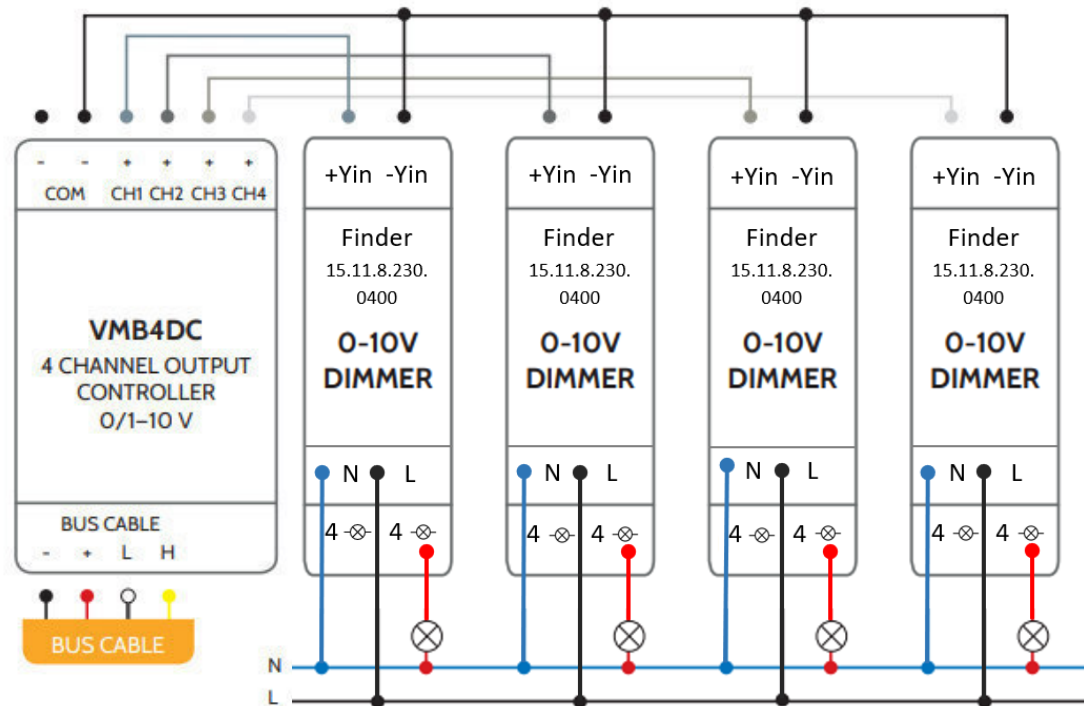 - - + + + +
COM CH1 CH2 CH3 CH4
VMB4DC
4 CHANNEL OUTPUT
CONTROLLER
0/1–10 V
BUS CABLE
- + L H
BUS CABLE
+Yin -Yin
Finder
15.11.8.230.
0400
0-10V
DIMMER
N L
4 4
+Yin -Yin
Finder
15.11.8.230.
0400
0-10V
DIMMER
N L
4 4
+Yin -Yin
Finder
15.11.8.230.
0400
0-10V
DIMMER
N L
4 4
+Yin -Yin
Finder
15.11.8.230.
0400
0-10V
DIMMER
N L
4 4
N
L